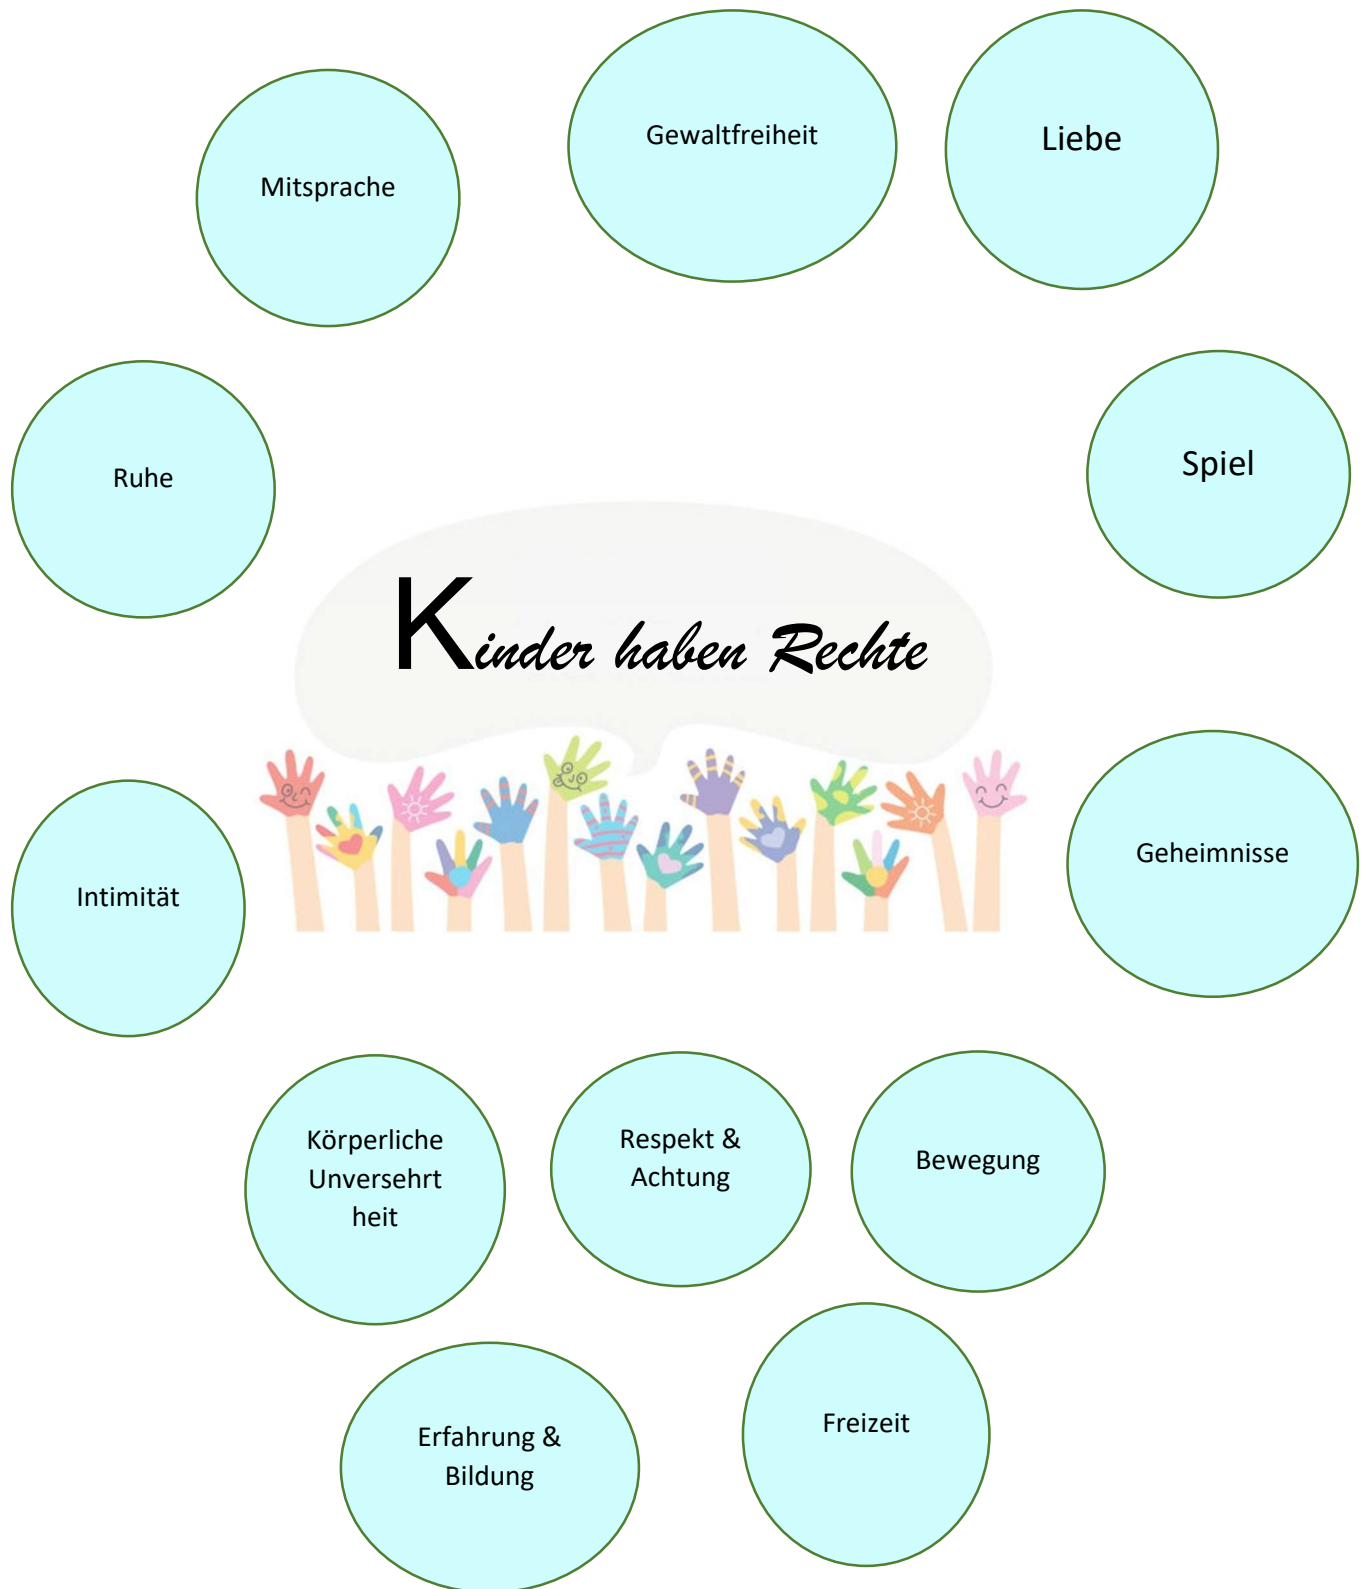 Gewaltfreiheit
Liebe
Mitsprache
Spiel
Ruhe
Kinder haben Rechte
Geheimnisse
Intimität
Körperliche
Unversehrt
heit
Respekt &
Achtung
Bewegung
Erfahrung &
Bildung
Freizeit